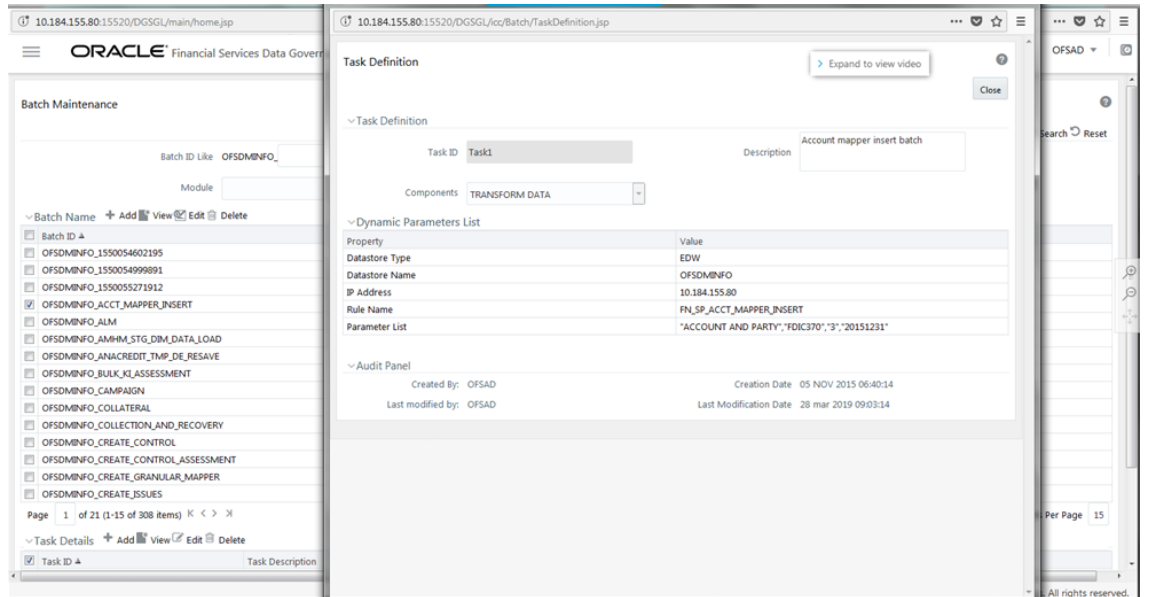 10.184.155.80:15520/DGSGL/main/home.jsp
ORACLE Financial Services Data Govern
Batch Maintenance
Batch ID Like OFSDMINFO_
Module
Batch Name Add View Edit Delete
Batch ID
OFSDMINFO_1550054602195
OFSDMINFO_1550054999891
OFSDMINFO_1550055271912
OFSDMINFO_ACCT_MAPPER_INSERT
OFSDMINFO_ALM
OFSDMINFO_AMHM_STG_DIM_DATA_LOAD
OFSDMINFO_ANACREDIT_TMP_DE_RESAVE
OFSDMINFO_BULK_KI_ASSESSMENT
OFSDMINFO_CAMPAIGN
OFSDMINFO_COLLATERAL
OFSDMINFO_COLLECTION_AND_RECOVERY
OFSDMINFO_CREATE_CONTROL
OFSDMINFO_CREATE_CONTROL_ASSESSMENT
OFSDMINFO_CREATE_GRANULAR_MAPPER
OFSDMINFO_CREATE_ISSUES
Page 1 of 21 (1-15 of 308 items)
Task Details Add View Edit Delete
Task ID Task Description
10.184.155.80:15520/DGSGL/icc/Batch/TaskDefinition.jsp
Task Definition
Expand to view video
Close
Task Definition
Task ID Task1 Description Account mapper insert batch
Components TRANSFORM DATA
Dynamic Parameters List
Property Value
Datastore Type EDW
Datastore Name OFSDMINFO
IP Address 10.184.155.80
Rule Name FN_SP_ACCT_MAPPER_INSERT
Parameter List "ACCOUNT AND PARTY","FDIC370","3","20151231"
Audit Panel
Created By: OFSAD Creation Date 05 NOV 2015 06:40:14
Last modified by: OFSAD Last Modification Date 28 mar 2019 09:03:14
OFSAD
Search Reset
Per Page 15
. All rights reserved.